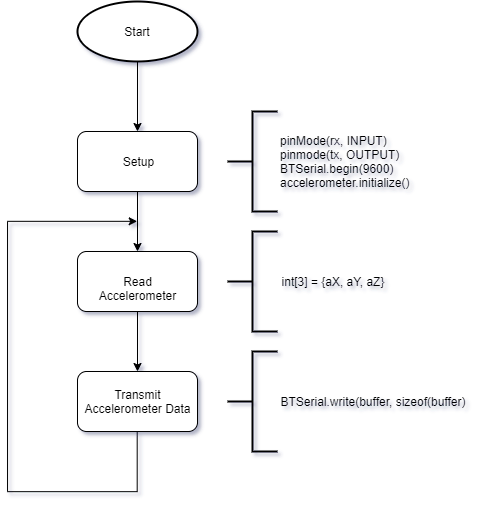 Start
Setup
pinMode(rx, INPUT)
pinmode(tx, OUTPUT)
BTSerial.begin(9600)
accelerometer.initialize()
Read
Accelerometer
int[3] = {aX, aY, aZ}
Transmit
Accelerometer Data
BTSerial.write(buffer, sizeof(buffer)